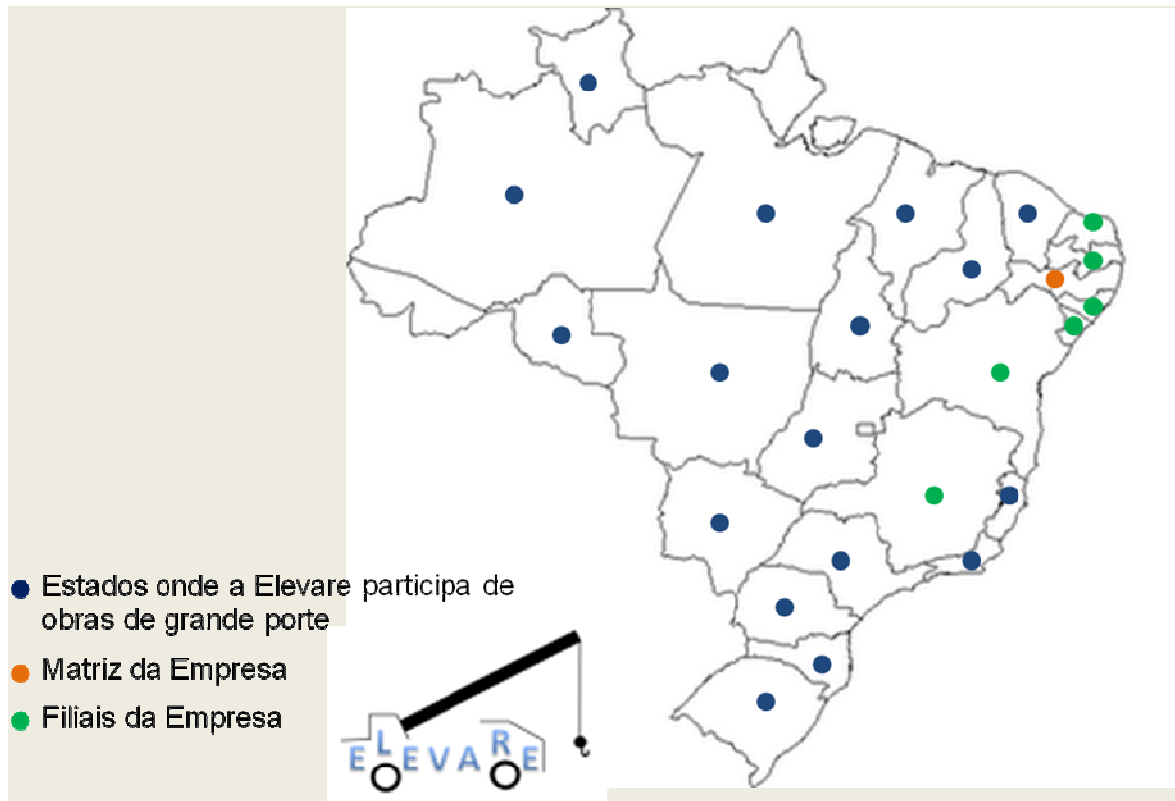 Estados onde a Elevare participa de
obras de grande porte
Matriz da Empresa
Filiais da Empresa
ELEVARE